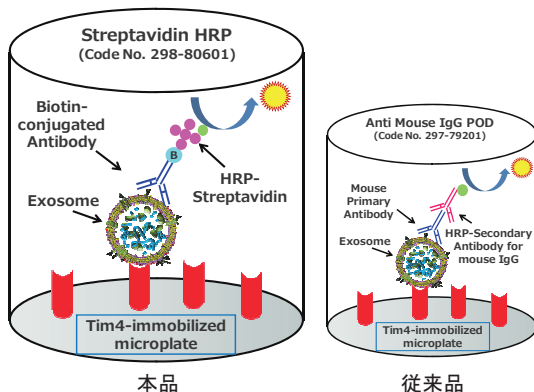 Streptavidin HRP
(Code No. 298-80601)
Biotin-
conjugated
Antibody
B
HRP-
Streptavidin
Exosome
Tim4-immobilized
microplate
本品
Anti Mouse IgG POD
(Code No. 297-79201)
Mouse
Primary
Antibody
HRP-Secondary
Antibody for
mouse IgG
Exosome
Tim4-immobilized
microplate
従来品